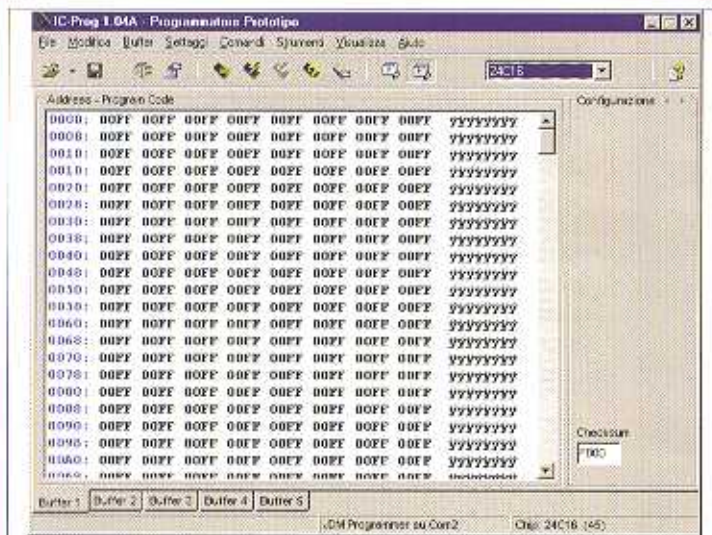 IC-Prog 1.04A - Programmatore Prototipo
File Modifica Buffer Settaggi Comandi Strumenti Visualizza Aiuto
24C16
Address - Program Code
Configurazione
0000: 00FF 00FF 00FF 00FF 00FF 00FF 00FF 00FF ÿÿÿÿÿÿÿÿ
0008: 00FF 00FF 00FF 00FF 00FF 00FF 00FF 00FF ÿÿÿÿÿÿÿÿ
0010: 00FF 00FF 00FF 00FF 00FF 00FF 00FF 00FF ÿÿÿÿÿÿÿÿ
0018: 00FF 00FF 00FF 00FF 00FF 00FF 00FF 00FF ÿÿÿÿÿÿÿÿ
0020: 00FF 00FF 00FF 00FF 00FF 00FF 00FF 00FF ÿÿÿÿÿÿÿÿ
0028: 00FF 00FF 00FF 00FF 00FF 00FF 00FF 00FF ÿÿÿÿÿÿÿÿ
0030: 00FF 00FF 00FF 00FF 00FF 00FF 00FF 00FF ÿÿÿÿÿÿÿÿ
0038: 00FF 00FF 00FF 00FF 00FF 00FF 00FF 00FF ÿÿÿÿÿÿÿÿ
0040: 00FF 00FF 00FF 00FF 00FF 00FF 00FF 00FF ÿÿÿÿÿÿÿÿ
0048: 00FF 00FF 00FF 00FF 00FF 00FF 00FF 00FF ÿÿÿÿÿÿÿÿ
0050: 00FF 00FF 00FF 00FF 00FF 00FF 00FF 00FF ÿÿÿÿÿÿÿÿ
0058: 00FF 00FF 00FF 00FF 00FF 00FF 00FF 00FF ÿÿÿÿÿÿÿÿ
0060: 00FF 00FF 00FF 00FF 00FF 00FF 00FF 00FF ÿÿÿÿÿÿÿÿ
0068: 00FF 00FF 00FF 00FF 00FF 00FF 00FF 00FF ÿÿÿÿÿÿÿÿ
0070: 00FF 00FF 00FF 00FF 00FF 00FF 00FF 00FF ÿÿÿÿÿÿÿÿ
0078: 00FF 00FF 00FF 00FF 00FF 00FF 00FF 00FF ÿÿÿÿÿÿÿÿ
0080: 00FF 00FF 00FF 00FF 00FF 00FF 00FF 00FF ÿÿÿÿÿÿÿÿ
0088: 00FF 00FF 00FF 00FF 00FF 00FF 00FF 00FF ÿÿÿÿÿÿÿÿ
0090: 00FF 00FF 00FF 00FF 00FF 00FF 00FF 00FF ÿÿÿÿÿÿÿÿ
0098: 00FF 00FF 00FF 00FF 00FF 00FF 00FF 00FF ÿÿÿÿÿÿÿÿ
00A0: 00FF 00FF 00FF 00FF 00FF 00FF 00FF 00FF ÿÿÿÿÿÿÿÿ
Checksum
Buffer 1 Buffer 2 Buffer 3 Buffer 4 Buffer 5
JDM Programmer su Com2
Chip: 24C16 (45)